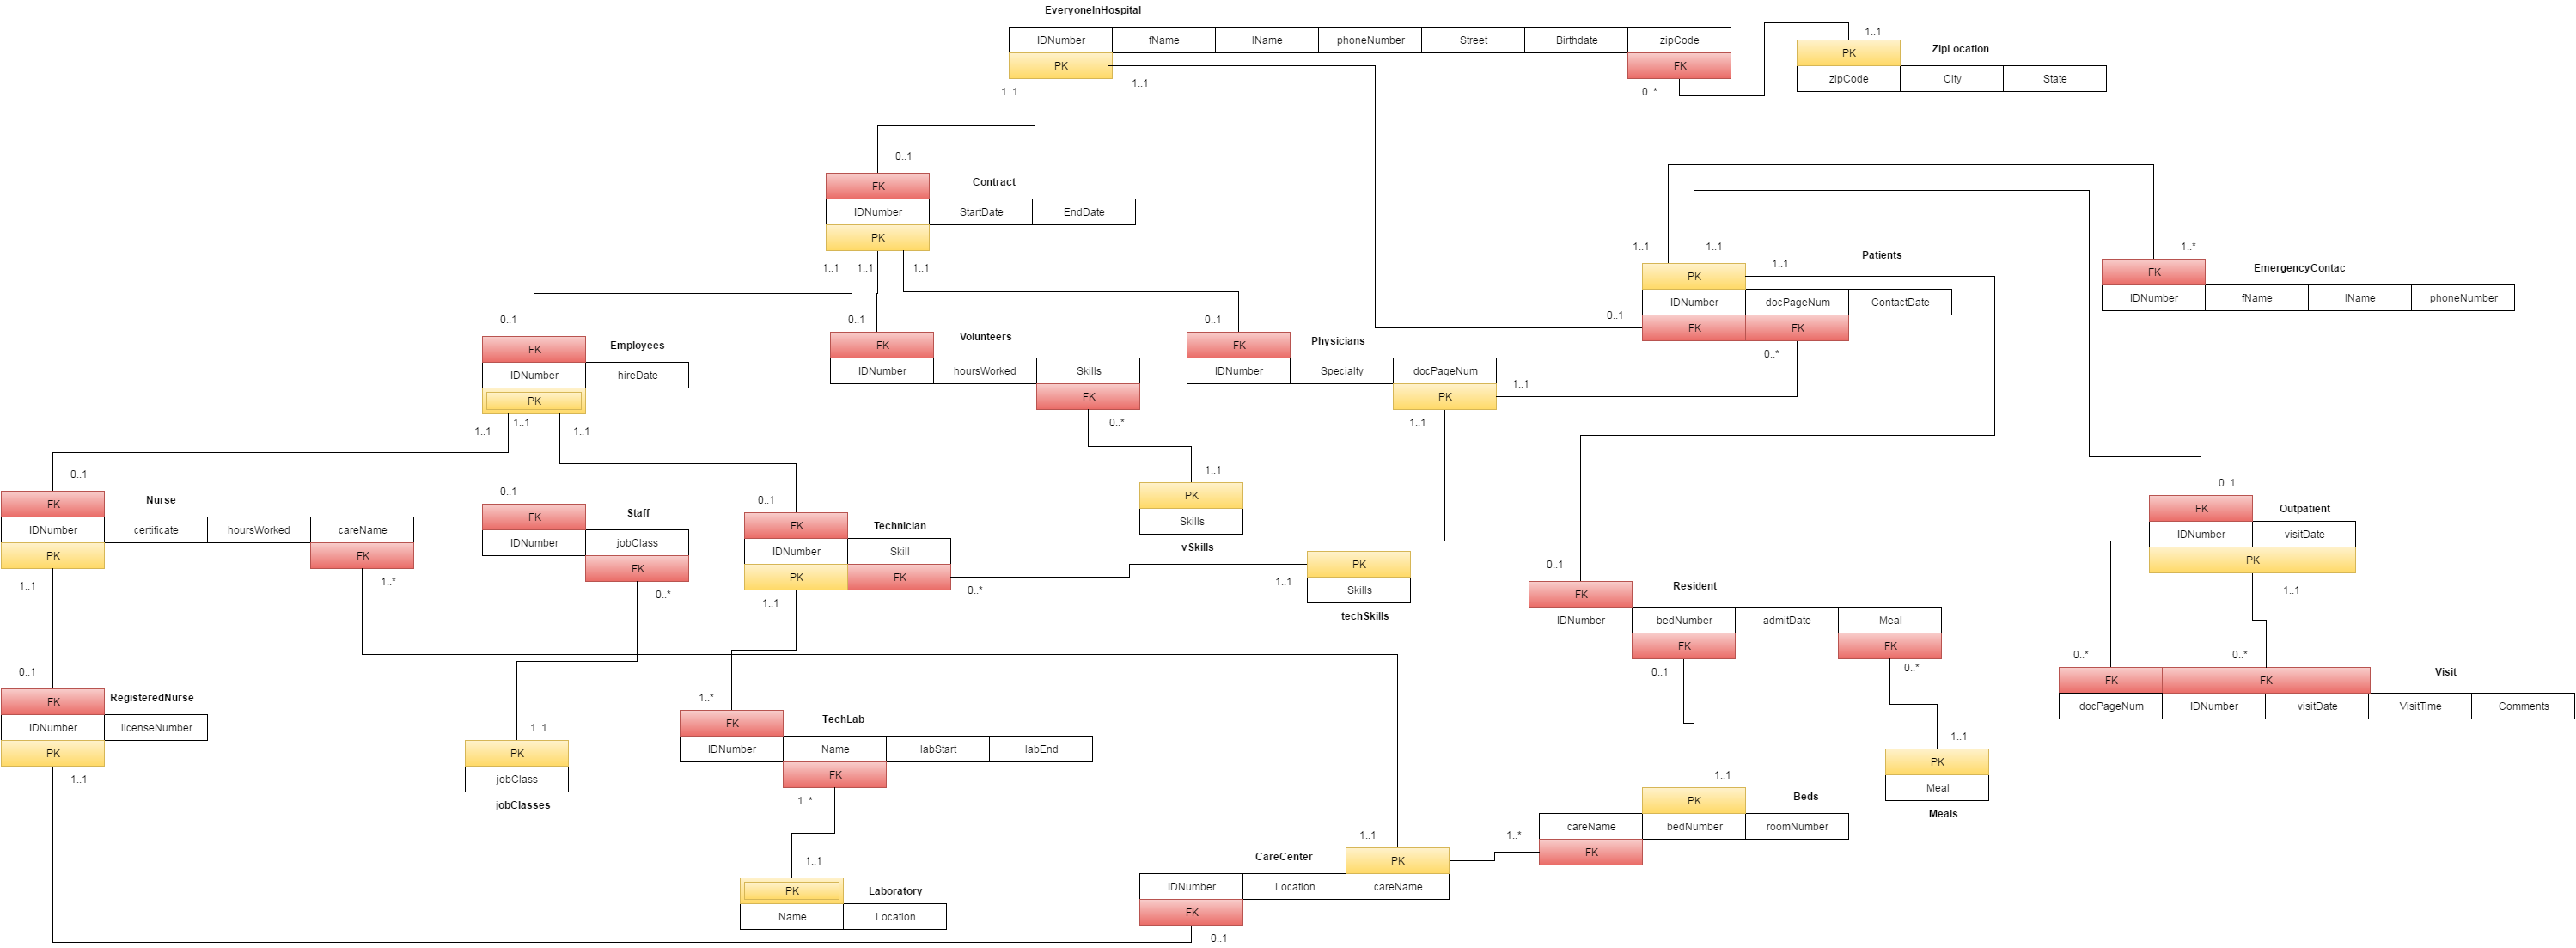 EveryoneInHospital
IDNumber fName lName phoneNumber Street Birthdate zipCode
PK FK
1..1 1..1 0..*
1..1
PK ZipLocation
zipCode City State
0..1
FK Contract
IDNumber StartDate EndDate
PK
1..1 1..1 1..1
1..1 1..1 1..1 Patients
PK
IDNumber docPageNum ContactDate
FK FK
0..1 0..*
1..*
FK EmergencyContac
IDNumber fName lName phoneNumber
0..1
FK Employees
IDNumber hireDate
PK
1..1 1..1 1..1
0..1
FK Volunteers
IDNumber hoursWorked Skills
FK
0..*
0..1
FK Physicians
IDNumber Specialty docPageNum
PK
1..1 1..1
1..1
PK
Skills
vSkills
0..1
FK Nurse
IDNumber certificate hoursWorked careName
PK FK
1..1 1..*
0..1
FK Staff
IDNumber jobClass
FK
0..*
0..1
FK Technician
IDNumber Skill
PK FK
1..1 0..*
1..1
PK
Skills
techSkills
0..1
FK Outpatient
IDNumber visitDate
PK
1..1
0..1
FK Resident
IDNumber bedNumber admitDate Meal
FK FK
0..1 0..*
0..* 0..*
FK FK Visit
docPageNum IDNumber visitDate VisitTime Comments
0..1
FK RegisteredNurse
IDNumber licenseNumber
PK
1..1
1..1
PK
jobClass
jobClasses
1..*
FK TechLab
IDNumber Name labStart labEnd
FK
1..*
1..1
PK
Meal
Meals
1..1
PK Beds
careName bedNumber roomNumber
FK
1..*
1..1
PK Laboratory
Name Location
1..1
CareCenter PK
IDNumber Location careName
FK
0..1